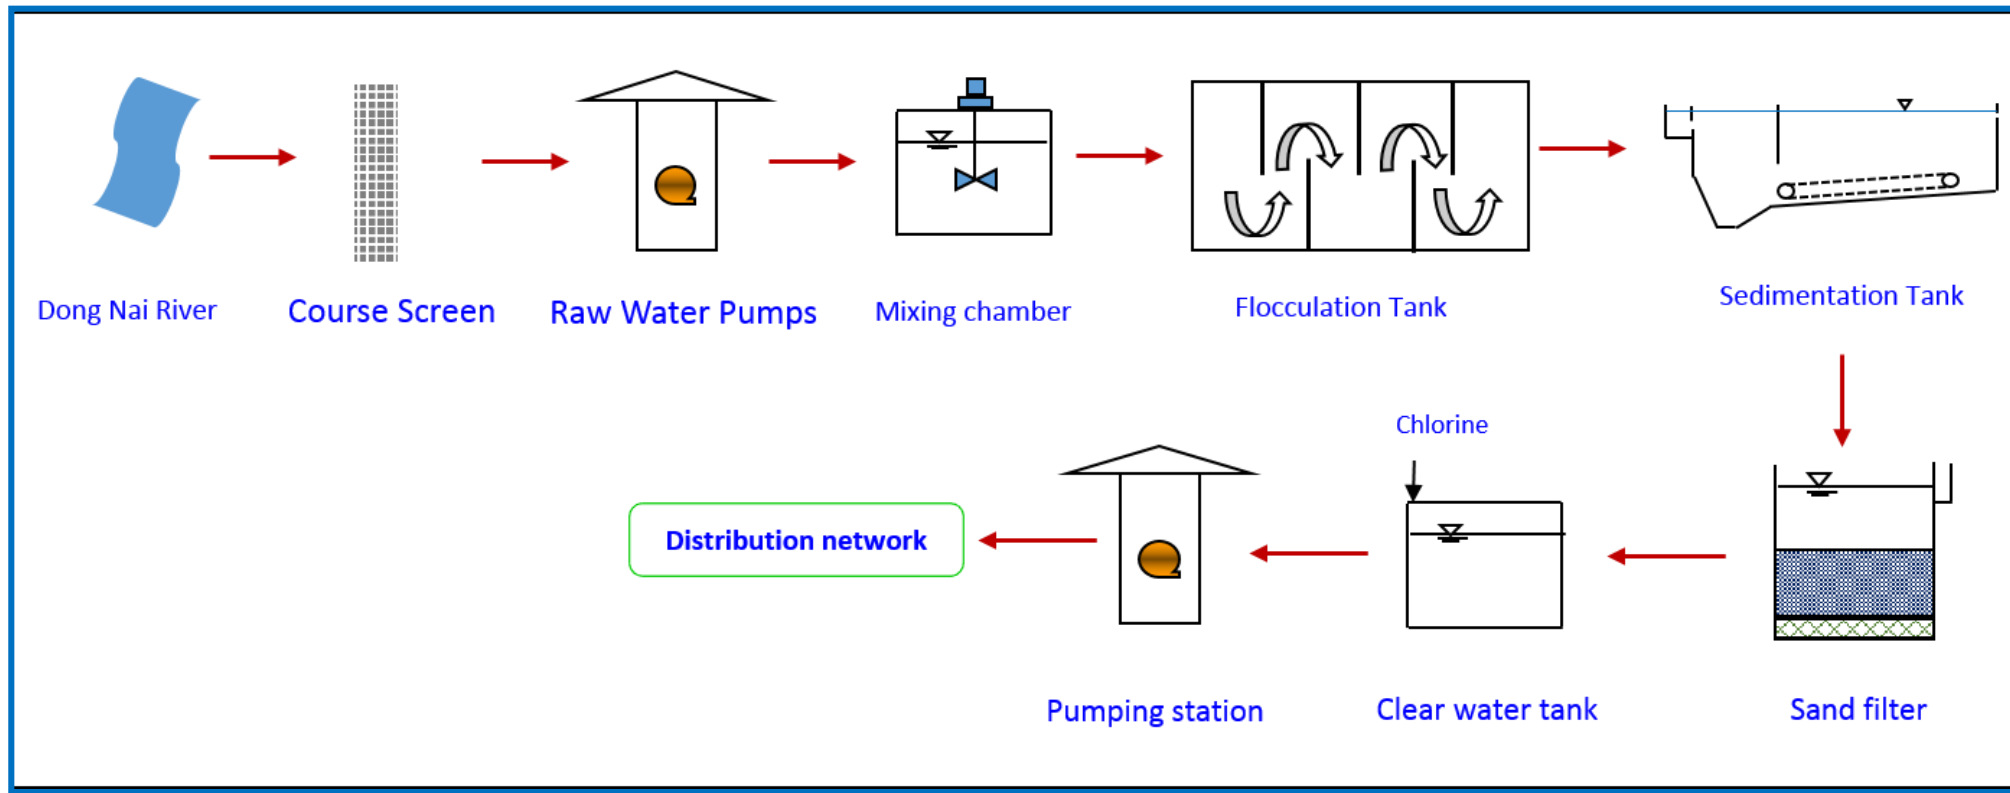 Dong Nai River
Course Screen
Raw Water Pumps
Mixing chamber
Flocculation Tank
Sedimentation Tank
Chlorine
Distribution network
Pumping station
Clear water tank
Sand filter